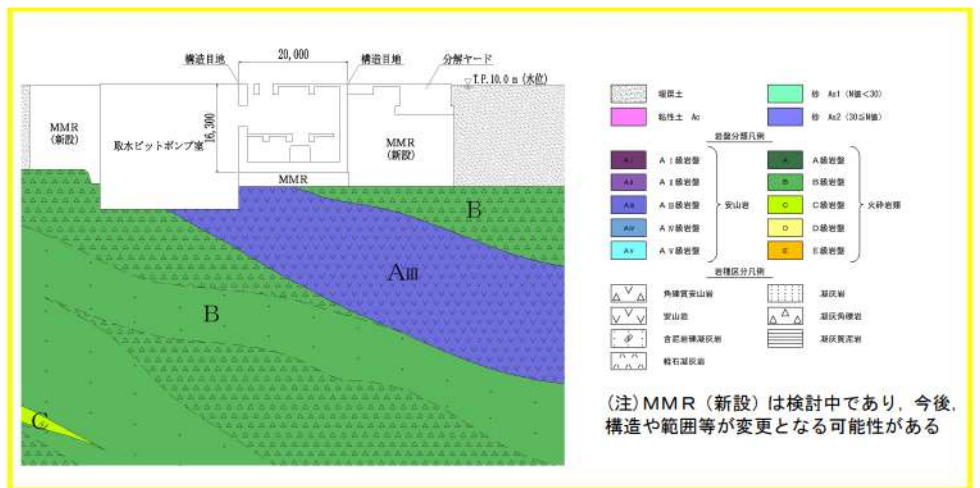 構造目地
20,000
構造目地
分解ヤード
T.P.10.0 m (水位)
16,300
MMR
(新設)
取水ピットポンプ室
MMR
(新設)
MMR
B
AⅢ
B
C
埋戻土
砂 As1 (N値<30)
粘性土 Ac
砂 As2 (30≦N値)
岩盤分類凡例
AⅠ
AⅠ級岩盤
A
A級岩盤
AⅡ
AⅡ級岩盤
B
B級岩盤
AⅢ
AⅢ級岩盤
安山岩
C
C級岩盤
火砕岩類
AⅣ
AⅣ級岩盤
D
D級岩盤
AⅤ
AⅤ級岩盤
E
E級岩盤
岩種区分凡例
角礫質安山岩
凝灰岩
安山岩
凝灰角礫岩
含泥岩礫凝灰岩
凝灰質泥岩
軽石凝灰岩
(注)MMR(新設)は検討中であり,今後,
構造や範囲等が変更となる可能性がある